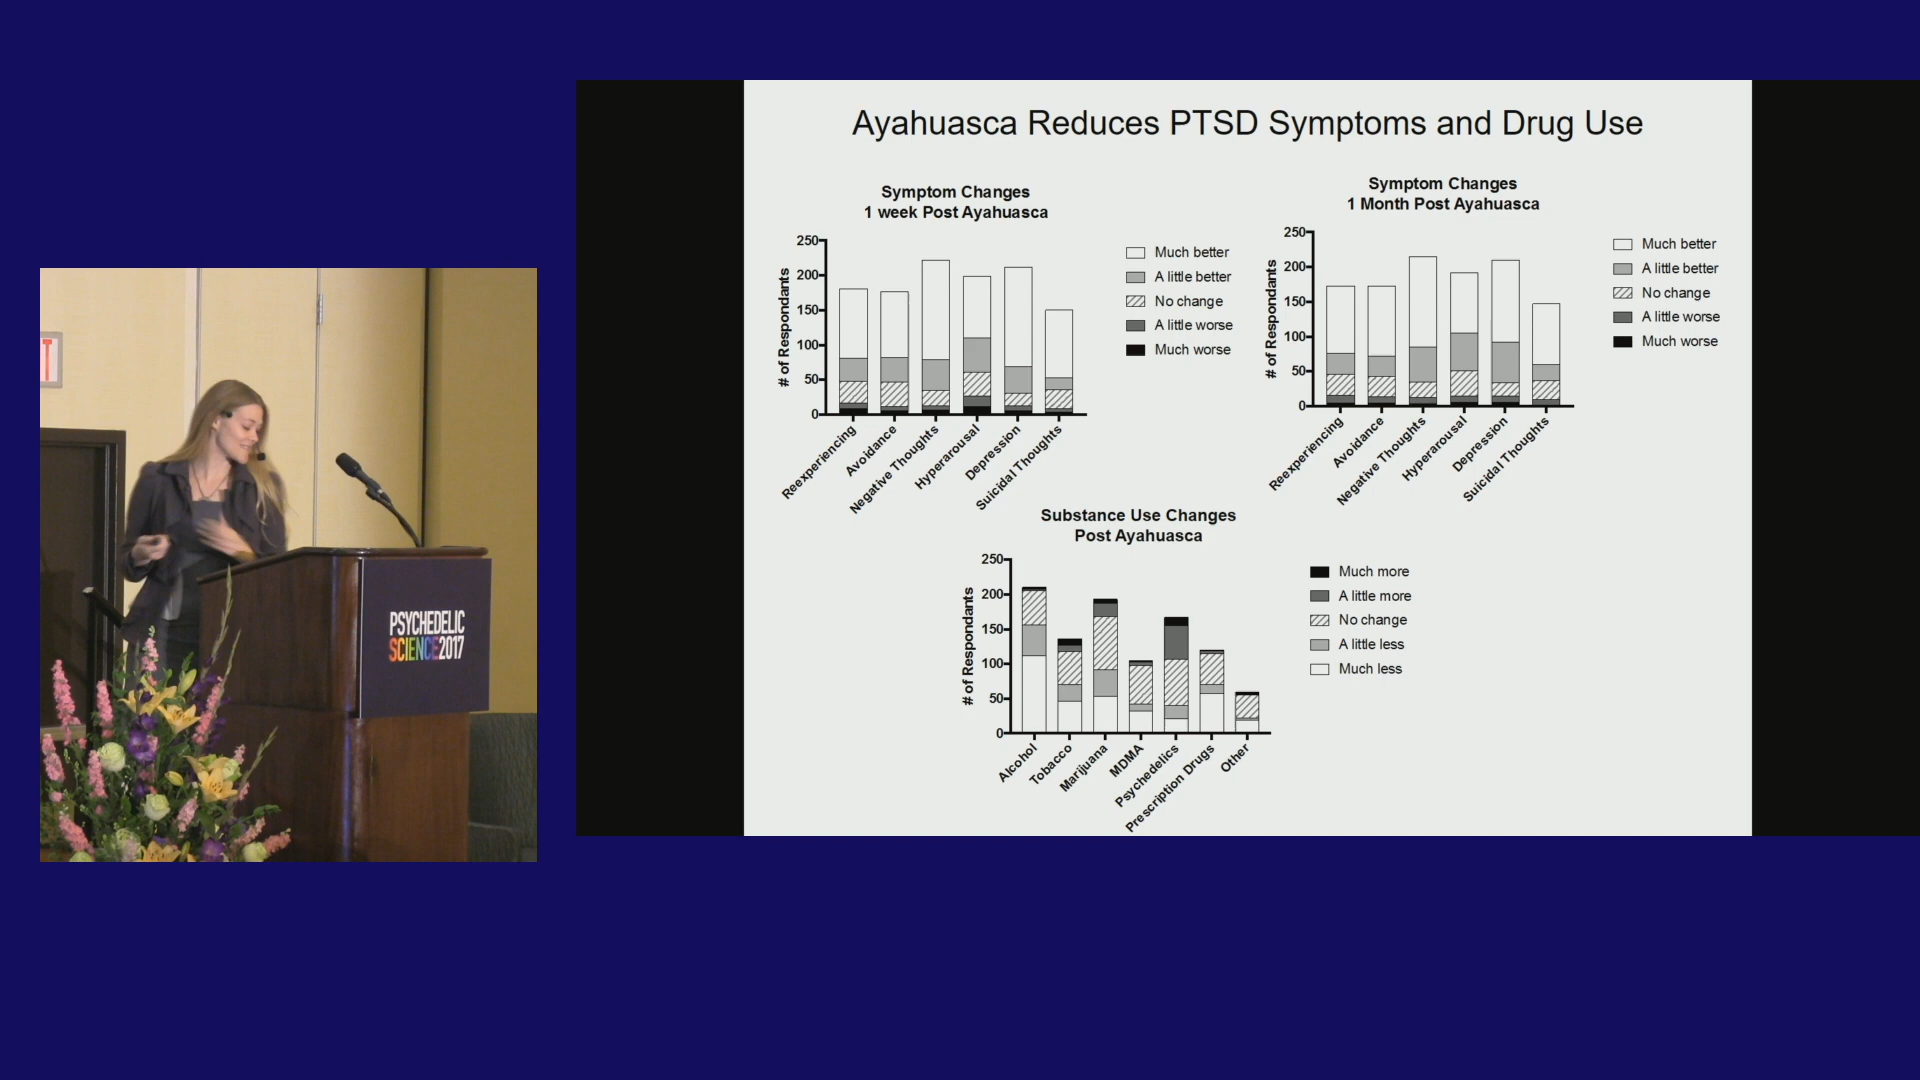 Ayahuasca Reduces PTSD Symptoms and Drug Use
Symptom Changes
1 week Post Ayahuasca
# of Respondants
250
200
150
100
50
0
Reexperiencing
Avoidance
Negative Thoughts
Hyperarousal
Depression
Suicidal Thoughts
Much better
A little better
No change
A little worse
Much worse
Symptom Changes
1 Month Post Ayahuasca
# of Respondants
250
200
150
100
50
0
Reexperiencing
Avoidance
Negative Thoughts
Hyperarousal
Depression
Suicidal Thoughts
Much better
A little better
No change
A little worse
Much worse
Substance Use Changes
Post Ayahuasca
# of Respondants
250
200
150
100
50
0
Alcohol
Tobacco
Marijuana
MDMA
Psychedelics
Prescription Drugs
Other
Much more
A little more
No change
A little less
Much less
PSYCHEDELIC
SCIENCE2017